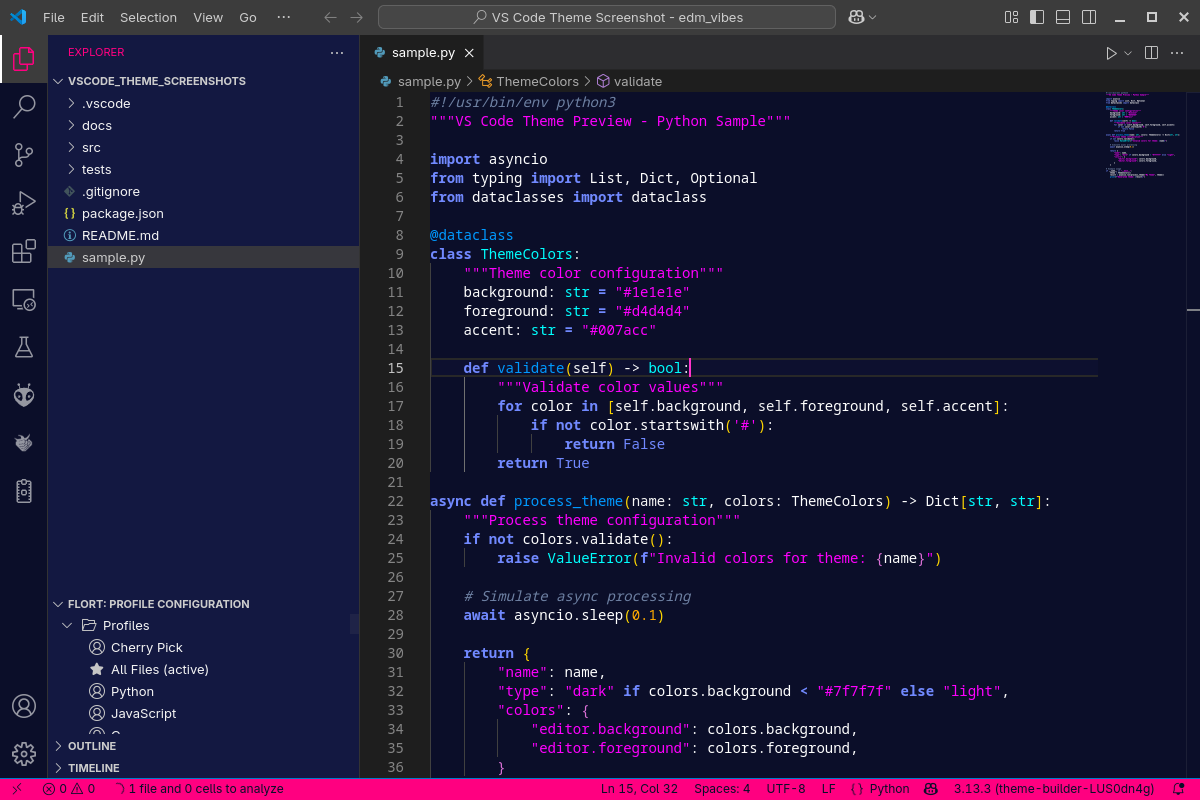 File Edit Selection View Go ··· VS Code Theme Screenshot - edm_vibes
EXPLORER ···
VSCODE_THEME_SCREENSHOTS
.vscode
docs
src
tests
.gitignore
package.json
README.md
sample.py
FLORT: PROFILE CONFIGURATION
Profiles
Cherry Pick
All Files (active)
Python
JavaScript
OUTLINE
TIMELINE
sample.py
sample.py > ThemeColors > validate
1 #!/usr/bin/env python3
2 """VS Code Theme Preview - Python Sample"""
3
4 import asyncio
5 from typing import List, Dict, Optional
6 from dataclasses import dataclass
7
8 @dataclass
9 class ThemeColors:
10     """Theme color configuration"""
11     background: str = "#1e1e1e"
12     foreground: str = "#d4d4d4"
13     accent: str = "#007acc"
14
15     def validate(self) -> bool:
16         """Validate color values"""
17         for color in [self.background, self.foreground, self.accent]:
18             if not color.startswith('#'):
19                 return False
20         return True
21
22 async def process_theme(name: str, colors: ThemeColors) -> Dict[str, str]:
23     """Process theme configuration"""
24     if not colors.validate():
25         raise ValueError(f"Invalid colors for theme: {name}")
26
27     # Simulate async processing
28     await asyncio.sleep(0.1)
29
30     return {
31         "name": name,
32         "type": "dark" if colors.background < "#7f7f7f" else "light",
33         "colors": {
34             "editor.background": colors.background,
35             "editor.foreground": colors.foreground,
36         }
0 0 1 file and 0 cells to analyze Ln 15, Col 32 Spaces: 4 UTF-8 LF {} Python 3.13.3 (theme-builder-LUS0dn4g)